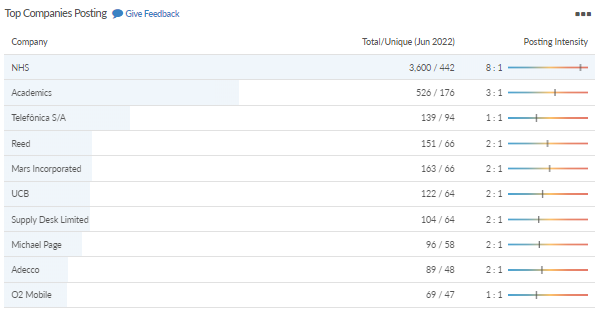 Top Companies Posting Give Feedback
Company Total/Unique (Jun 2022) Posting Intensity
NHS 3,600 / 442 8 : 1
Academics 526 / 176 3 : 1
Telefónica S/A 139 / 94 1 : 1
Reed 151 / 66 2 : 1
Mars Incorporated 163 / 66 2 : 1
UCB 122 / 64 2 : 1
Supply Desk Limited 104 / 64 2 : 1
Michael Page 96 / 58 2 : 1
Adecco 89 / 48 2 : 1
O2 Mobile 69 / 47 1 : 1